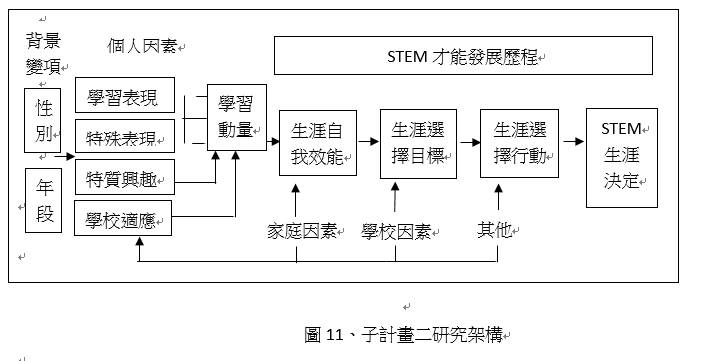 背景
變項
個人因素
STEM 才能發展歷程
性
別
年
段
學習表現
特殊表現
特質興趣
學校適應
學習
動量
生涯自
我效能
生涯選
擇目標
生涯選
擇行動
STEM
生涯
決定
家庭因素
學校因素
其他
圖 11、子計畫二研究架構